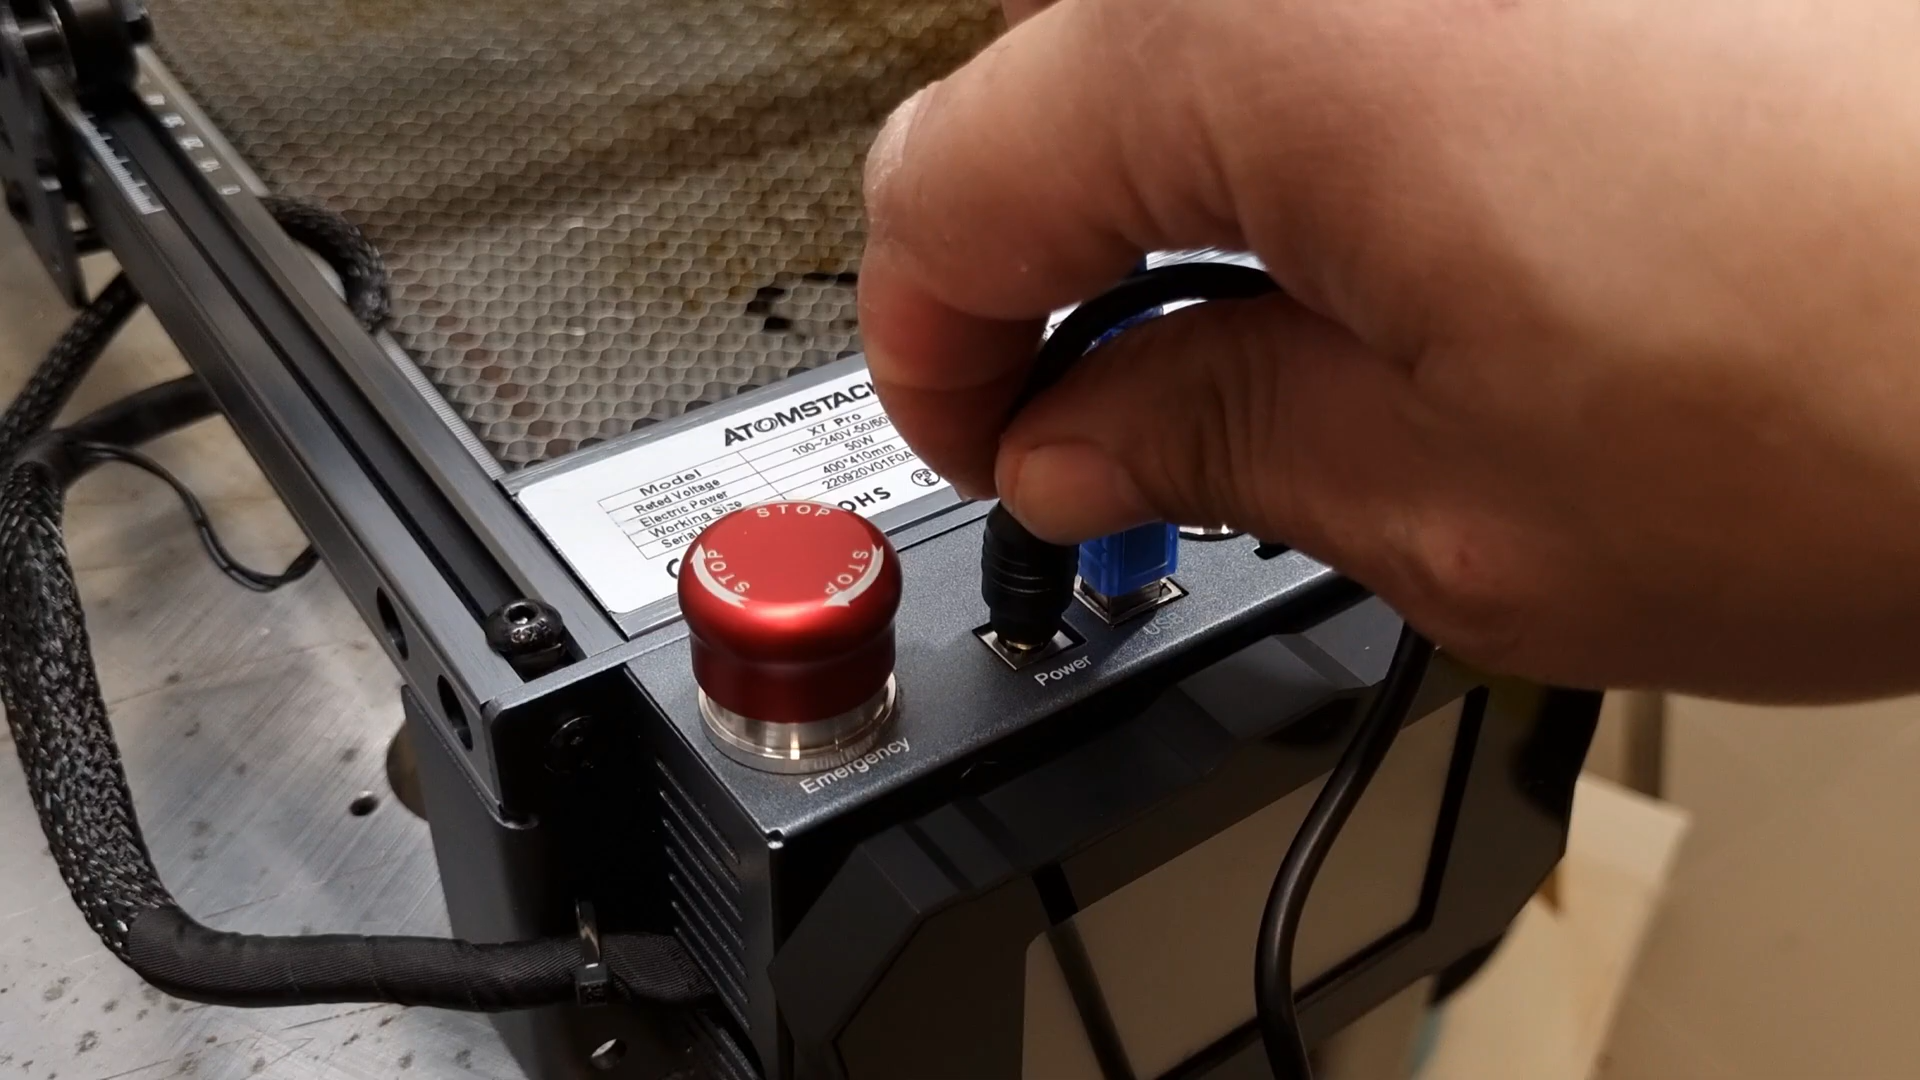 ATOMSTACK
Model X7 Pro
Reted Voltage 100~240V-50/60
Electric Power 50W
Working Size 400*410mm
220920V01F0A
STOP
STOP
STOP
Emergency
Power
USB